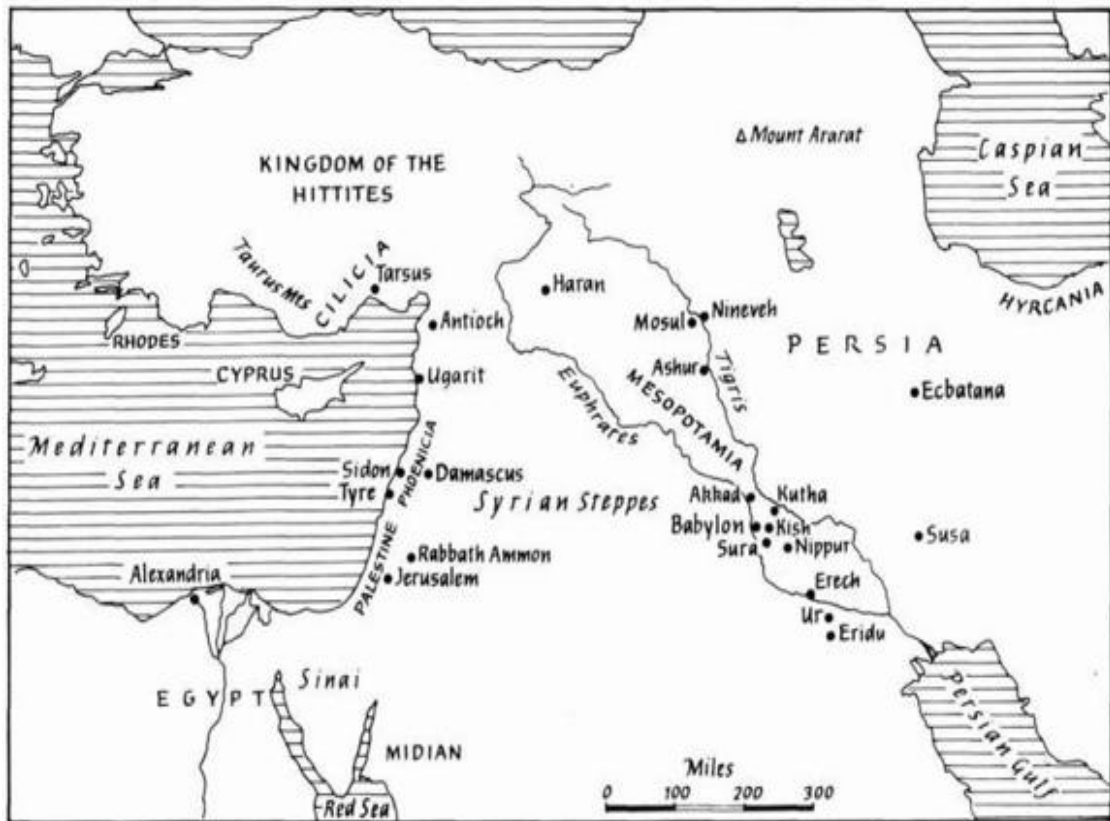 Mount Ararat
Caspian
Sea
KINGDOM OF THE
HITTITES
Taurus Mts
CILICIA
Tarsus
Haran
HYRCANIA
Antioch
Mosul
Nineveh
RHODES
PERSIA
CYPRUS
Ugarit
Ashur
Tigris
Ecbatana
Euphrates
MESOPOTAMIA
Mediterranean
Sea
Sidon
PHOENICIA
Damascus
Tyre
Syrian Steppes
Akkad
Kutha
Babylon
Kish
Sura
Nippur
Susa
PALESTINE
Rabbath Ammon
Jerusalem
Alexandria
Erech
Ur
Eridu
EGYPT
Sinai
MIDIAN
Red Sea
Persian Gulf
Miles
0 100 200 300